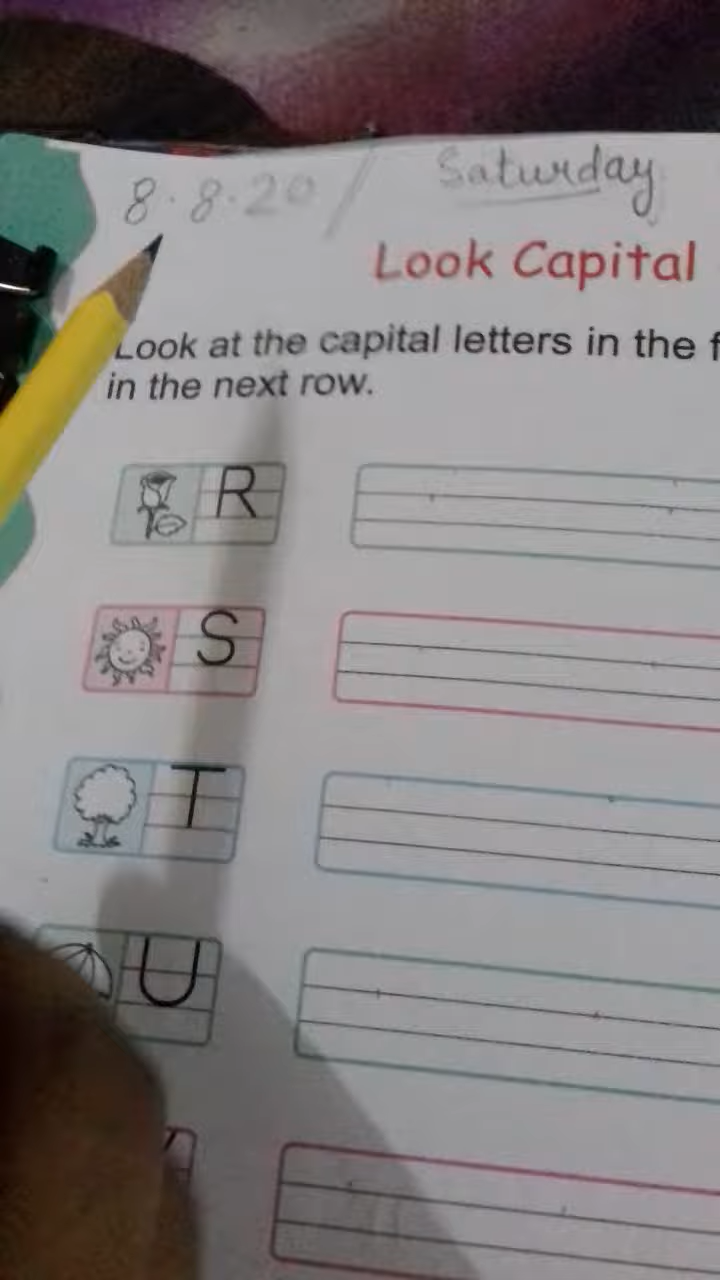 8.8.20 / Saturday
Look Capital
Look at the capital letters in the
in the next row.
R
S
T
U